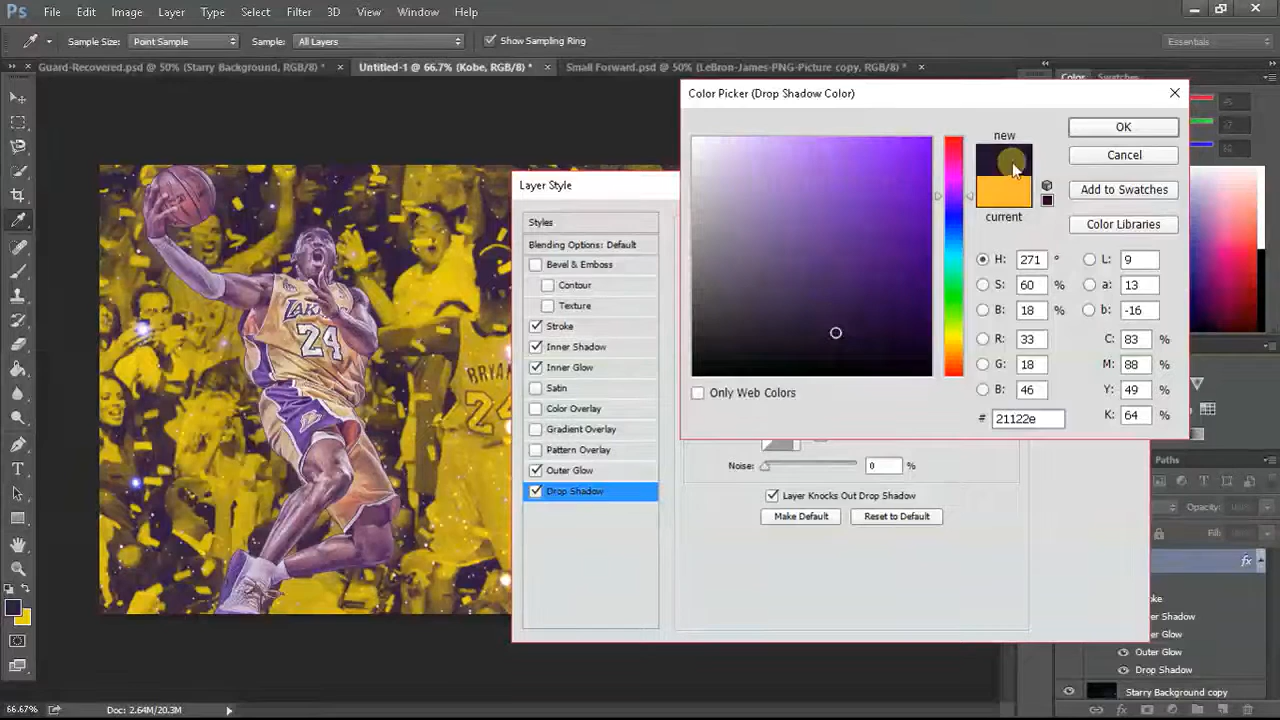 Ps File Edit Image Layer Type Select Filter 3D View Window Help
Sample Size: Point Sample Sample: All Layers Show Sampling Ring Essentials
Guard-Recovered.psd @ 50% (Starry Background, RGB/8) * × Untitled-1 @ 66.7% (Kobe, RGB/8) * × Small Forward.psd @ 50% (LeBron-James-PNG-Picture copy, RGB/8) * ×
Color Swatches
Color Picker (Drop Shadow Color)
new
OK
Cancel
Add to Swatches
current
Color Libraries
H: 271 °
L: 9
S: 60 %
a: 13
B: 18 %
b: -16
R: 33
C: 83 %
G: 18
M: 88 %
B: 46
Y: 49 %
# 21122e
K: 64 %
Only Web Colors
Layer Style
Styles
Blending Options: Default
Bevel & Emboss
Contour
Texture
Stroke
Inner Shadow
Inner Glow
Satin
Color Overlay
Gradient Overlay
Pattern Overlay
Outer Glow
Drop Shadow
Noise: 0 %
Layer Knocks Out Drop Shadow
Make Default Reset to Default
24
BRYAN
24
Paths
Opacity:
Fill:
fx
Outer Glow
Drop Shadow
Starry Background copy
66.67% Doc: 2.64M/20.3M